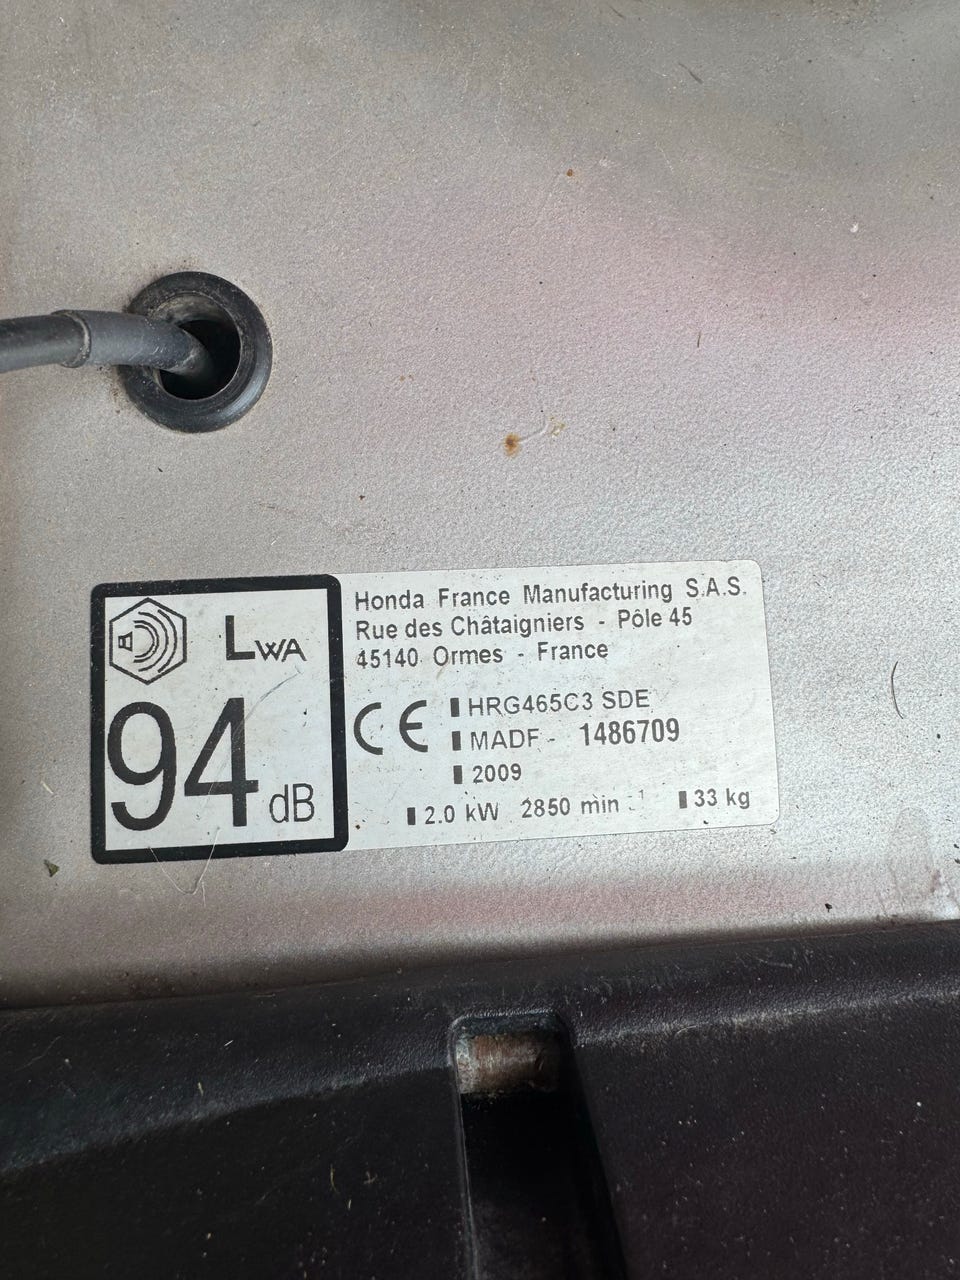 LWA
94 dB
Honda France Manufacturing S.A.S.
Rue des Châtaigniers - Pôle 45
45140 Ormes - France
CE
HRG465C3 SDE
MADF - 1486709
2009
2.0 kW 2850 min -1 33 kg